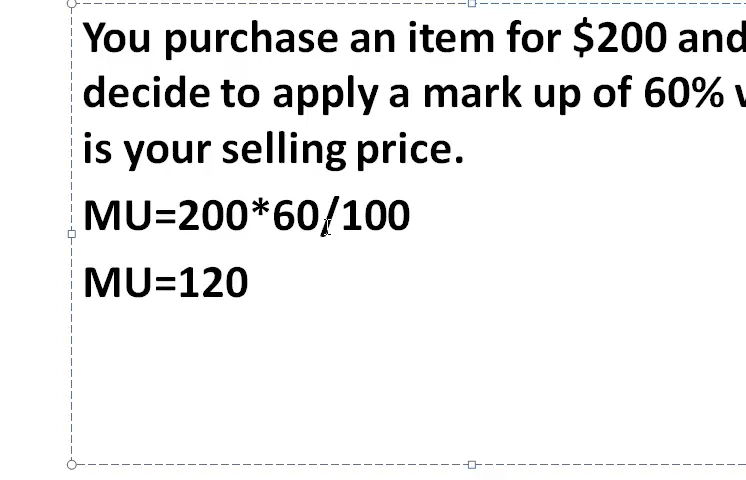 You purchase an item for $200 and
decide to apply a mark up of 60%
is your selling price.
MU=200*60/100
MU=120